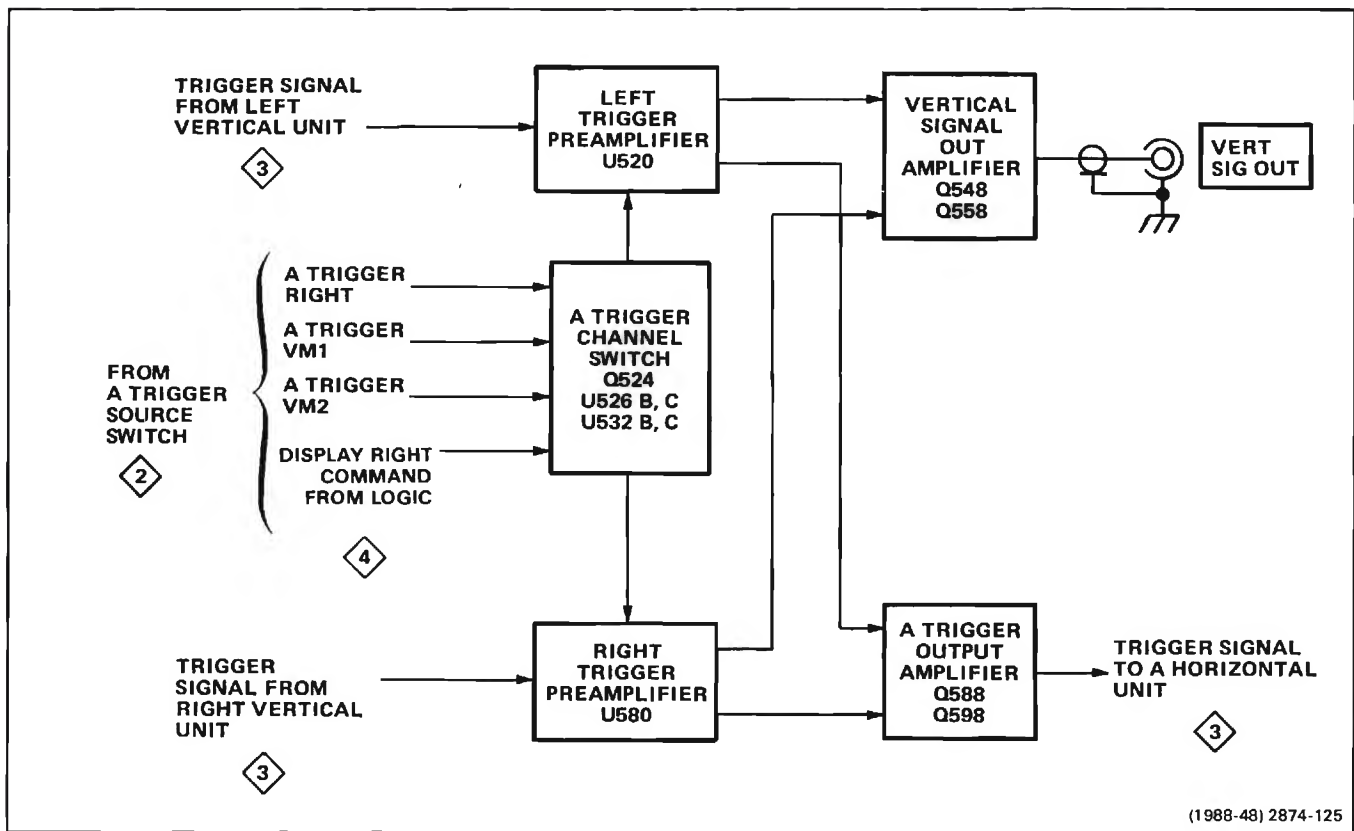 TRIGGER SIGNAL
FROM LEFT
VERTICAL UNIT
3
LEFT
TRIGGER
PREAMPLIFIER
U520
VERTICAL
SIGNAL
OUT
AMPLIFIER
Q548
Q558
VERT
SIG OUT
FROM
A TRIGGER
SOURCE
SWITCH
2
A TRIGGER
RIGHT
A TRIGGER
VM1
A TRIGGER
VM2
DISPLAY RIGHT
COMMAND
FROM LOGIC
4
A TRIGGER
CHANNEL
SWITCH
Q524
U526 B, C
U532 B, C
TRIGGER
SIGNAL FROM
RIGHT VERTICAL
UNIT
3
RIGHT
TRIGGER
PREAMPLIFIER
U580
A TRIGGER
OUTPUT
AMPLIFIER
Q588
Q598
TRIGGER SIGNAL
TO A HORIZONTAL
UNIT
3
(1988-48) 2874-125